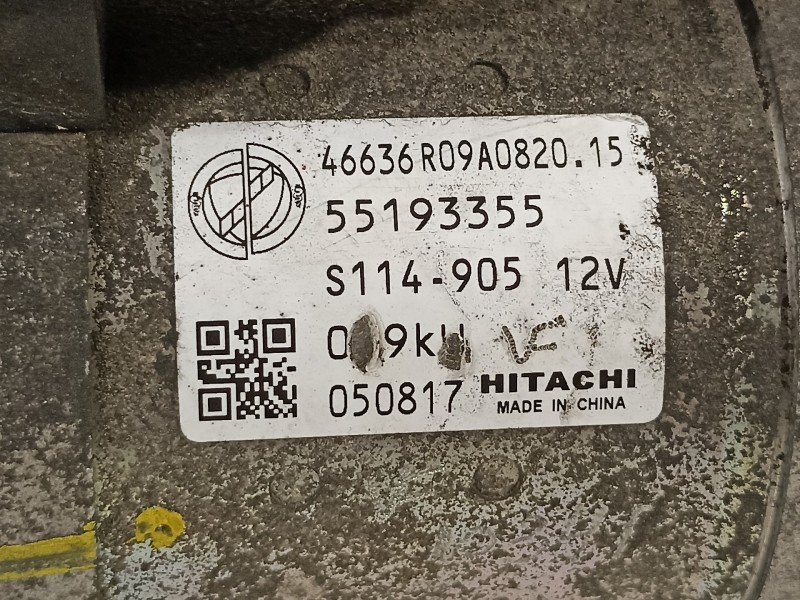 46636R09A0820.15
55193355
S114-905 12V
050817 HITACHI
MADE IN CHINA